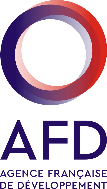 AFD
AGENCE FRANÇAISE
DE DÉVELOPPEMENT